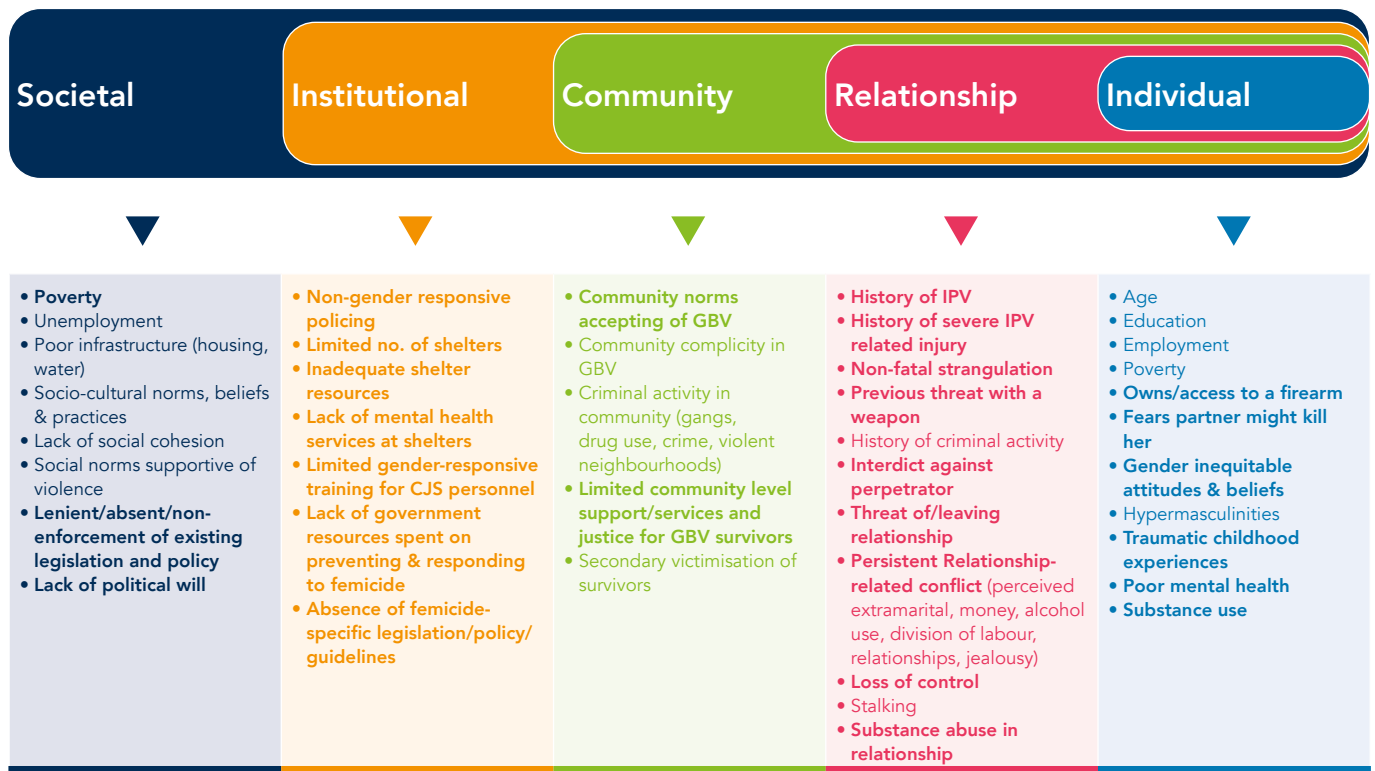 Societal
Institutional
Community
Relationship
Individual
• Poverty
• Unemployment
• Poor infrastructure (housing,
water)
• Socio-cultural norms, beliefs
& practices
• Lack of social cohesion
• Social norms supportive of
violence
• Lenient/absent/non-
enforcement of existing
legislation and policy
• Lack of political will
• Non-gender responsive
policing
• Limited no. of shelters
• Inadequate shelter
resources
• Lack of mental health
services at shelters
• Limited gender-responsive
training for CJS personnel
• Lack of government
resources spent on
preventing & responding
to femicide
• Absence of femicide-
specific legislation/policy/
guidelines
• Community norms
accepting of GBV
• Community complicity in
GBV
• Criminal activity in
community (gangs,
drug use, crime, violent
neighbourhoods)
• Limited community level
support/services and
justice for GBV survivors
• Secondary victimisation of
survivors
• History of IPV
• History of severe IPV
related injury
• Non-fatal strangulation
• Previous threat with a
weapon
• History of criminal activity
• Interdict against
perpetrator
• Threat of/leaving
relationship
• Persistent Relationship-
related conflict (perceived
extramarital, money, alcohol
use, division of labour,
relationships, jealousy)
• Loss of control
• Stalking
• Substance abuse in
relationship
• Age
• Education
• Employment
• Poverty
• Owns/access to a firearm
• Fears partner might kill
her
• Gender inequitable
attitudes & beliefs
• Hypermasculinities
• Traumatic childhood
experiences
• Poor mental health
• Substance use